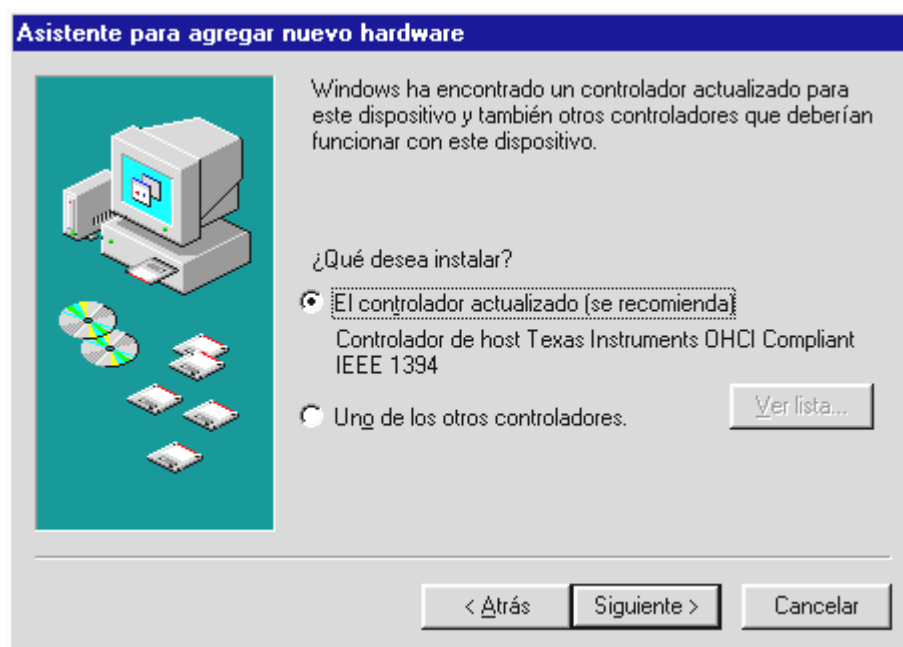 Asistente para agregar nuevo hardware
Windows ha encontrado un controlador actualizado para
este dispositivo y también otros controladores que deberían
funcionar con este dispositivo.
¿Qué desea instalar?
El controlador actualizado (se recomienda)
Controlador de host Texas Instruments OHCI Compliant
IEEE 1394
Uno de los otros controladores.
Ver lista...
< Atrás
Siguiente >
Cancelar